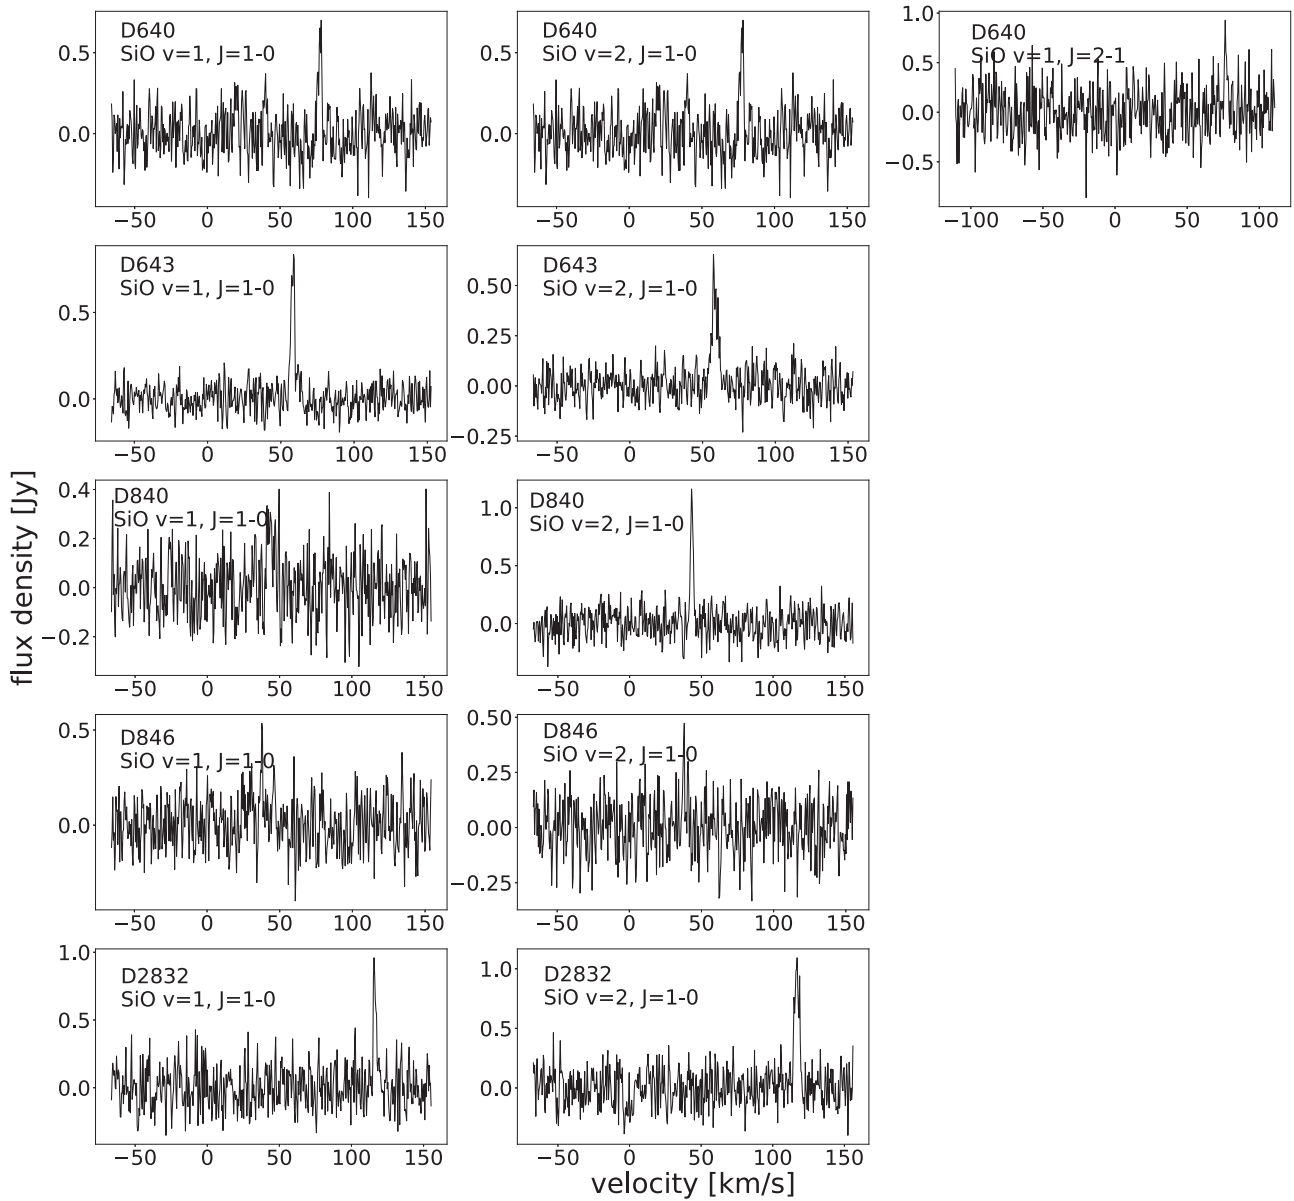 D640
SiO v=1, J=1-0
0.5
0.0
−50 0 50 100 150
D640
SiO v=2, J=1-0
0.5
0.0
−50 0 50 100 150
D640
SiO v=1, J=2-1
1.0
0.5
0.0
−0.5
−100 −50 0 50 100
D643
SiO v=1, J=1-0
0.5
0.0
−50 0 50 100 150
D643
SiO v=2, J=1-0
0.50
0.25
0.00
−0.25
−50 0 50 100 150
flux density [Jy]
D840
SiO v=1, J=1-0
0.4
0.2
0.0
−0.2
−50 0 50 100 150
D840
SiO v=2, J=1-0
1.0
0.5
0.0
−50 0 50 100 150
D846
SiO v=1, J=1-0
0.5
0.0
−50 0 50 100 150
D846
SiO v=2, J=1-0
0.50
0.25
0.00
−0.25
−50 0 50 100 150
D2832
SiO v=1, J=1-0
1.0
0.5
0.0
−50 0 50 100 150
D2832
SiO v=2, J=1-0
1.0
0.5
0.0
−50 0 50 100 150
velocity [km/s]